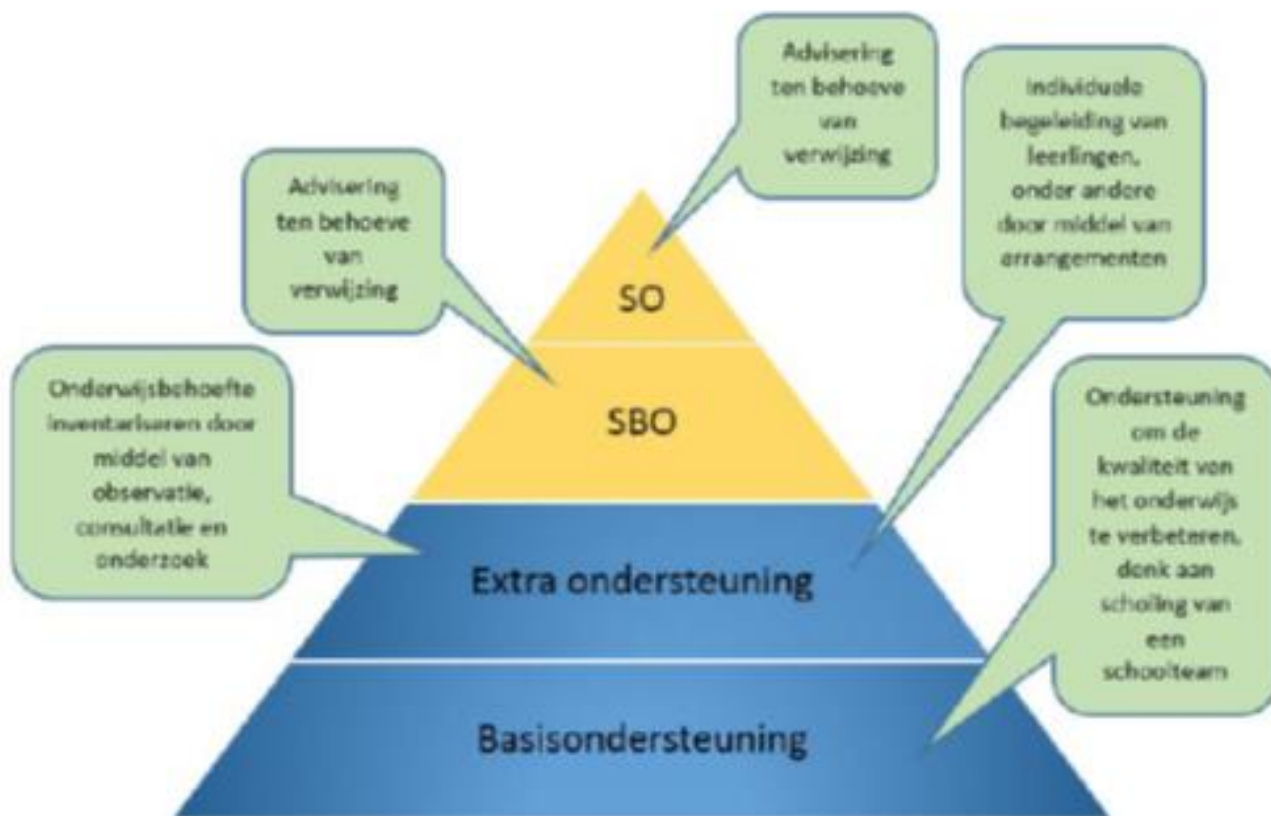 Advisering
ten behoeve
van
verwijzing
Individuele
begeleiding van
leerlingen,
onder andere
door middel van
arrangementen
Advisering
ten behoeve
van
verwijzing
SO
Onderwijsbehoefte
inventariseren door
middel van
observatie,
consultatie en
onderzoek
SBO
Ondersteuning
om de
kwaliteit van
het onderwijs
te verbeteren,
denk aan
scholing van
een
schoolteam
Extra ondersteuning
Basisondersteuning